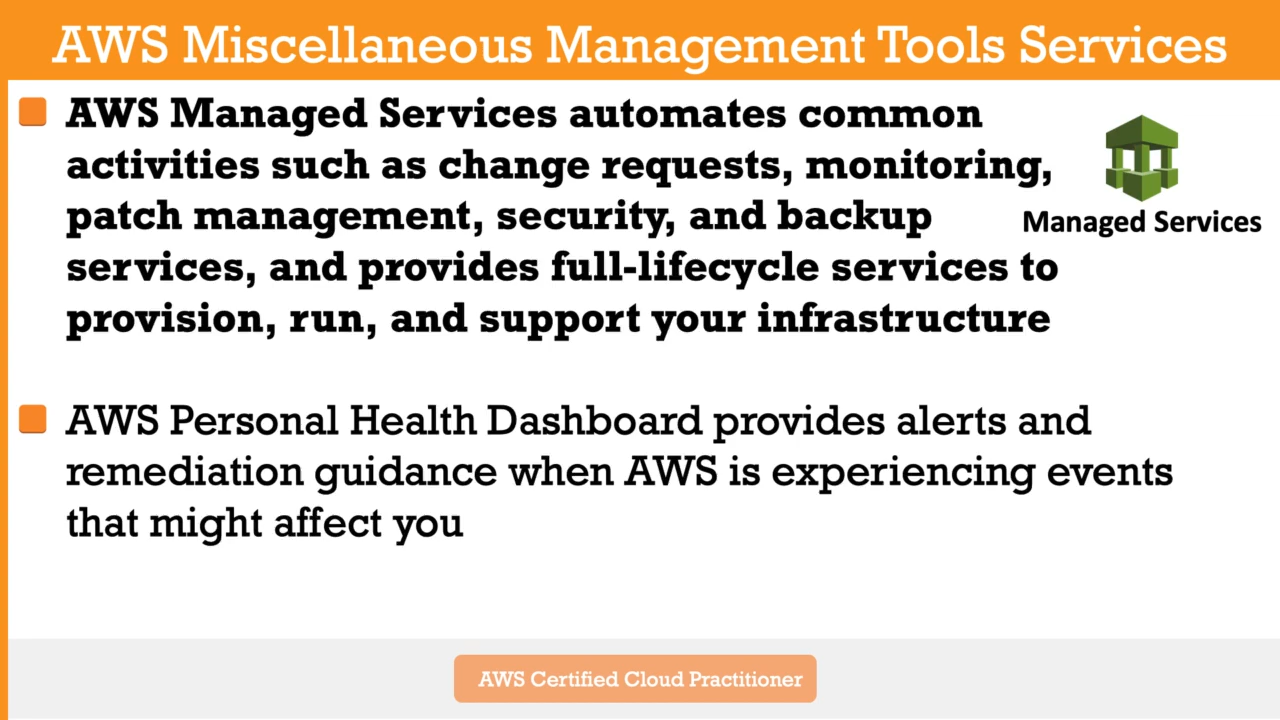 AWS Miscellaneous Management Tools Services
AWS Managed Services automates common
activities such as change requests, monitoring,
patch management, security, and backup
services, and provides full-lifecycle services to
provision, run, and support your infrastructure
Managed Services
AWS Personal Health Dashboard provides alerts and
remediation guidance when AWS is experiencing events
that might affect you
AWS Certified Cloud Practitioner